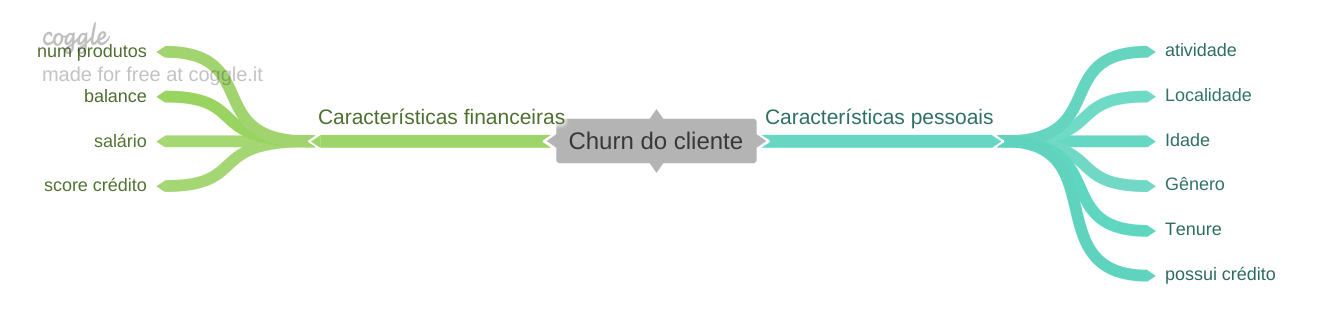 coggle
made for free at coggle.it
num produtos
balance
salário
score crédito
Características financeiras
Churn do cliente
Características pessoais
atividade
Localidade
Idade
Gênero
Tenure
possui crédito